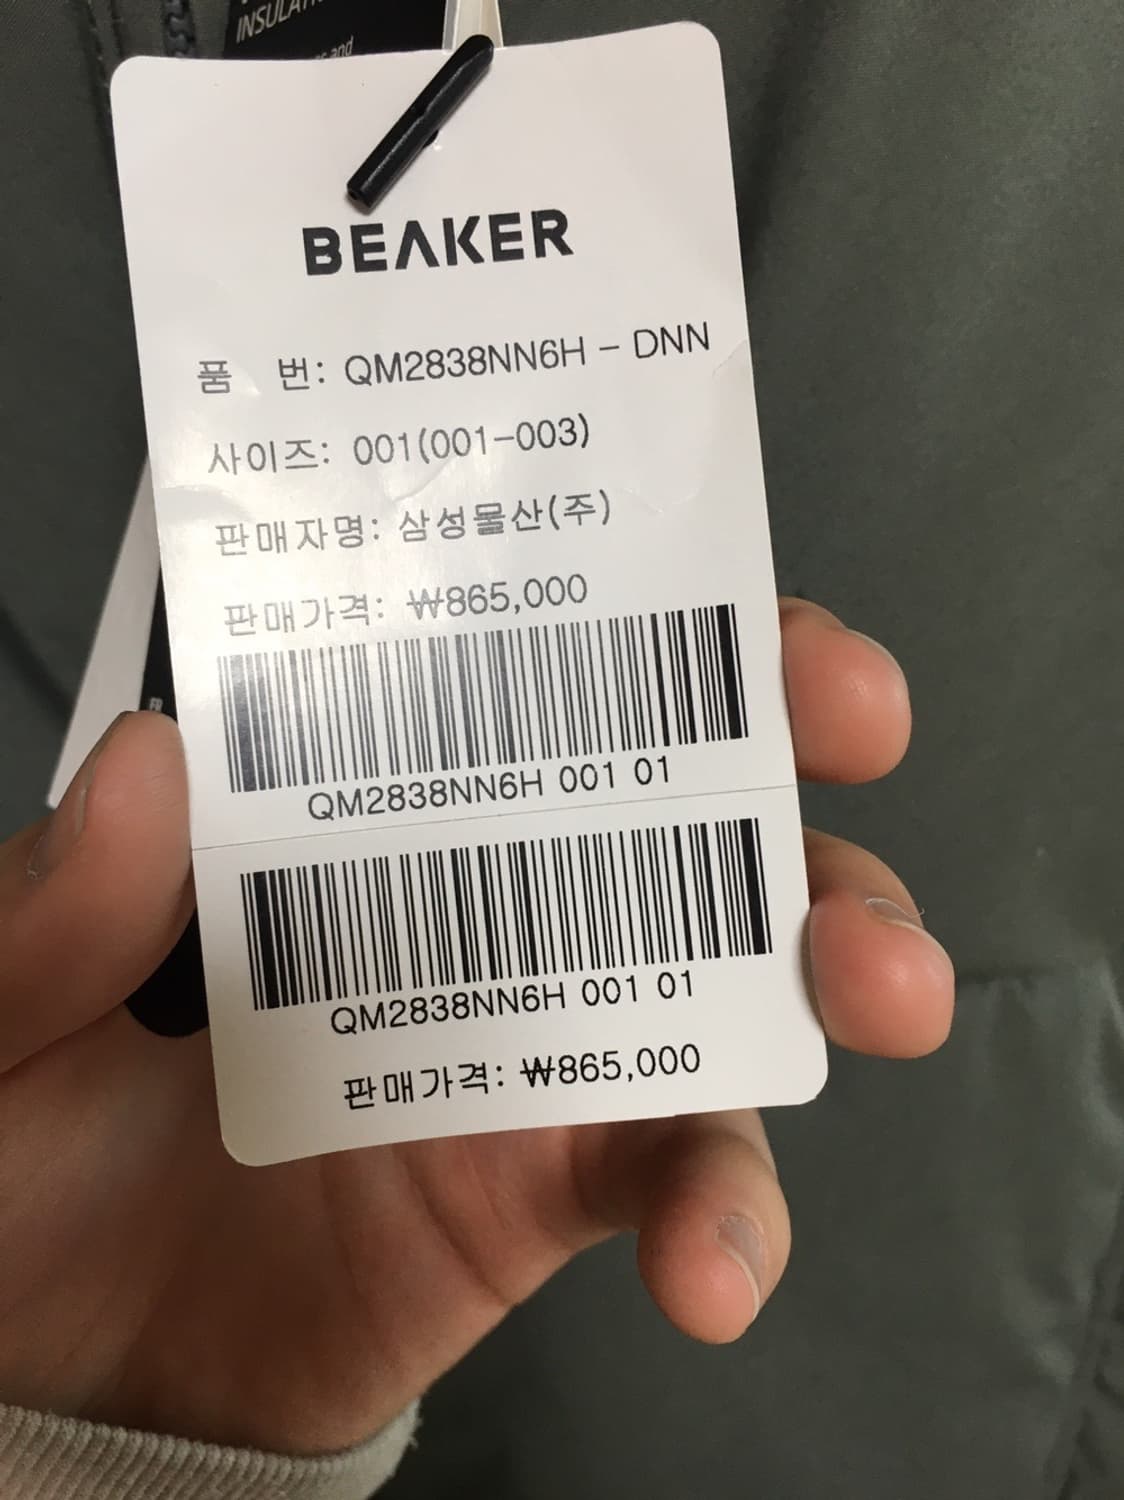 BEAKER
품 번: QM2838NN6H - DNN
사이즈: 001(001-003)
판매자명: 삼성물산(주)
판매가격: ₩865,000
QM2838NN6H 001 01
QM2838NN6H 001 01
판매가격: ₩865,000